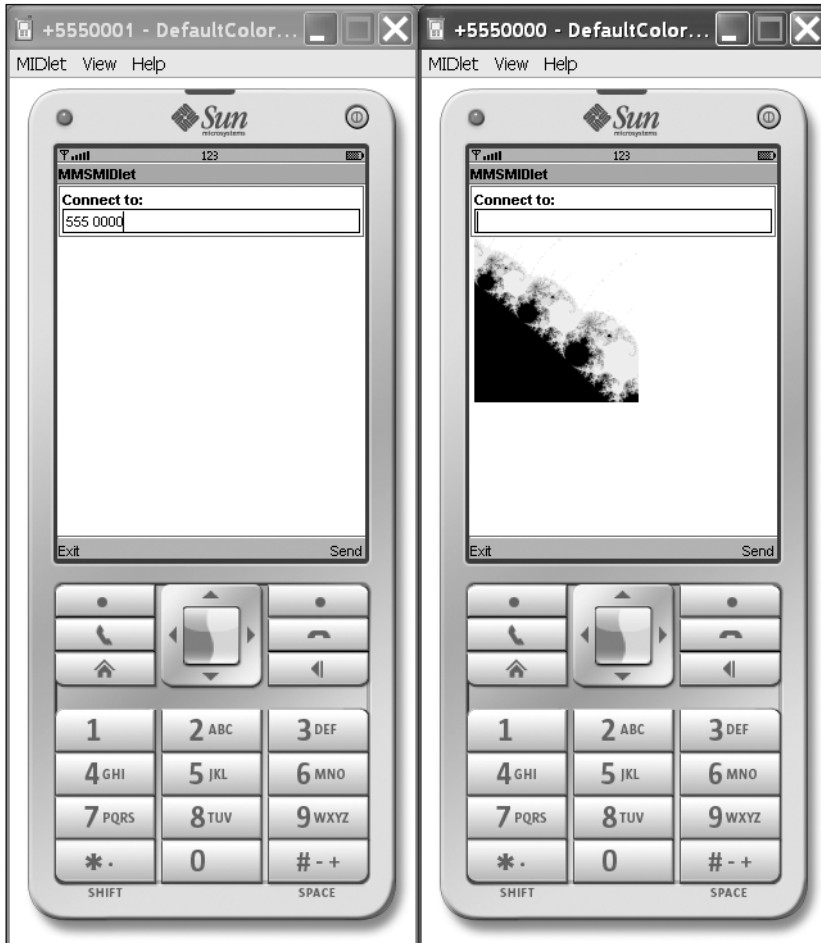 +5550001 - DefaultColor...
MIDlet View Help
Sun
microsystems
123
MMSMIDlet
Connect to:
555 0000
Exit Send
1 2 ABC 3 DEF
4 GHI 5 JKL 6 MNO
7 PQRS 8 TUV 9 WXYZ
* . 0 # - +
SHIFT SPACE
+5550000 - DefaultColor...
MIDlet View Help
Sun
microsystems
123
MMSMIDlet
Connect to:
Exit Send
1 2 ABC 3 DEF
4 GHI 5 JKL 6 MNO
7 PQRS 8 TUV 9 WXYZ
* . 0 # - +
SHIFT SPACE